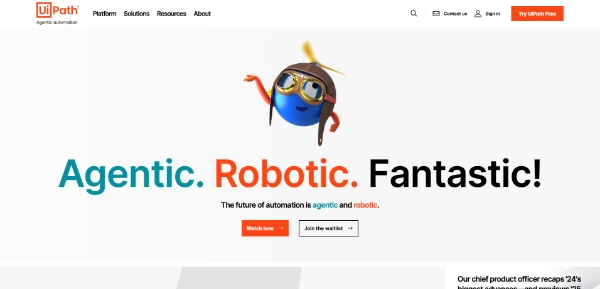 UiPath
Agentic automation
Platform Solutions Resources About
Contact us Sign in Try UiPath Free
Agentic. Robotic. Fantastic!
The future of automation is agentic and robotic.
Watch how → Join the waitlist →
Our chief product officer recaps '24's
biggest advances—and previews '25